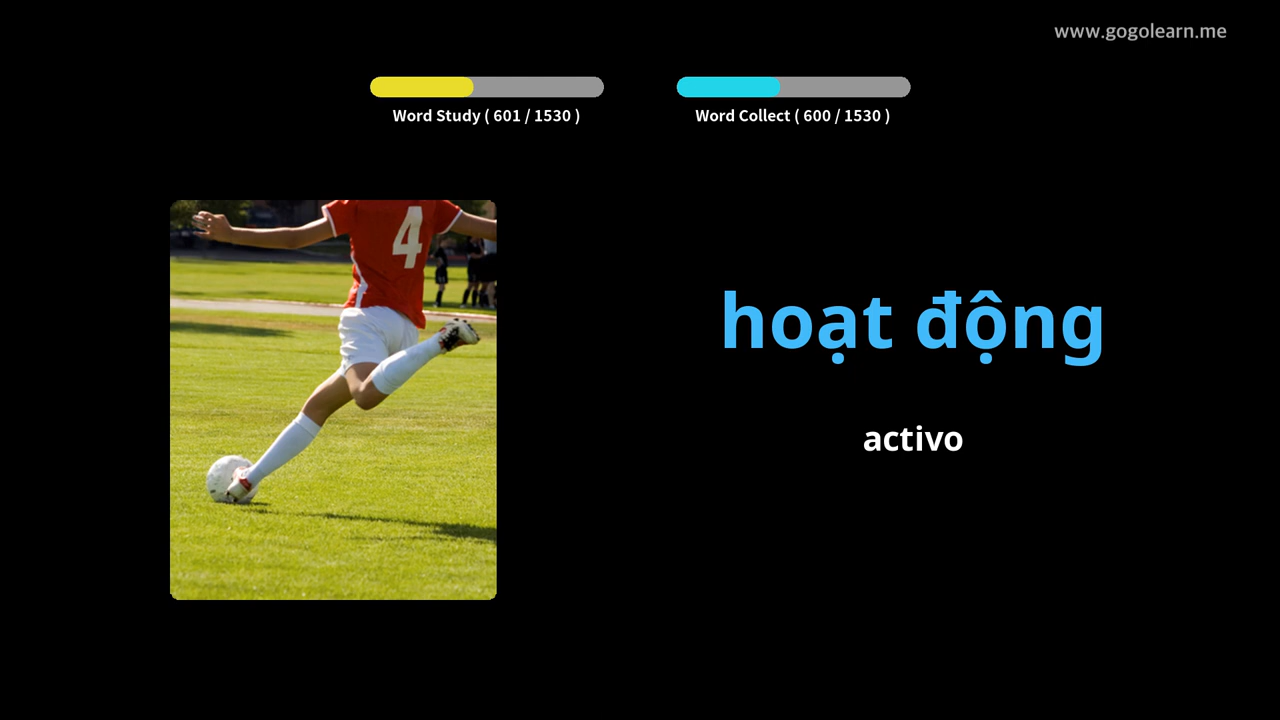 www.gogolearn.me
Word Study ( 601 / 1530 )
Word Collect ( 600 / 1530 )
4
hoạt động
activo